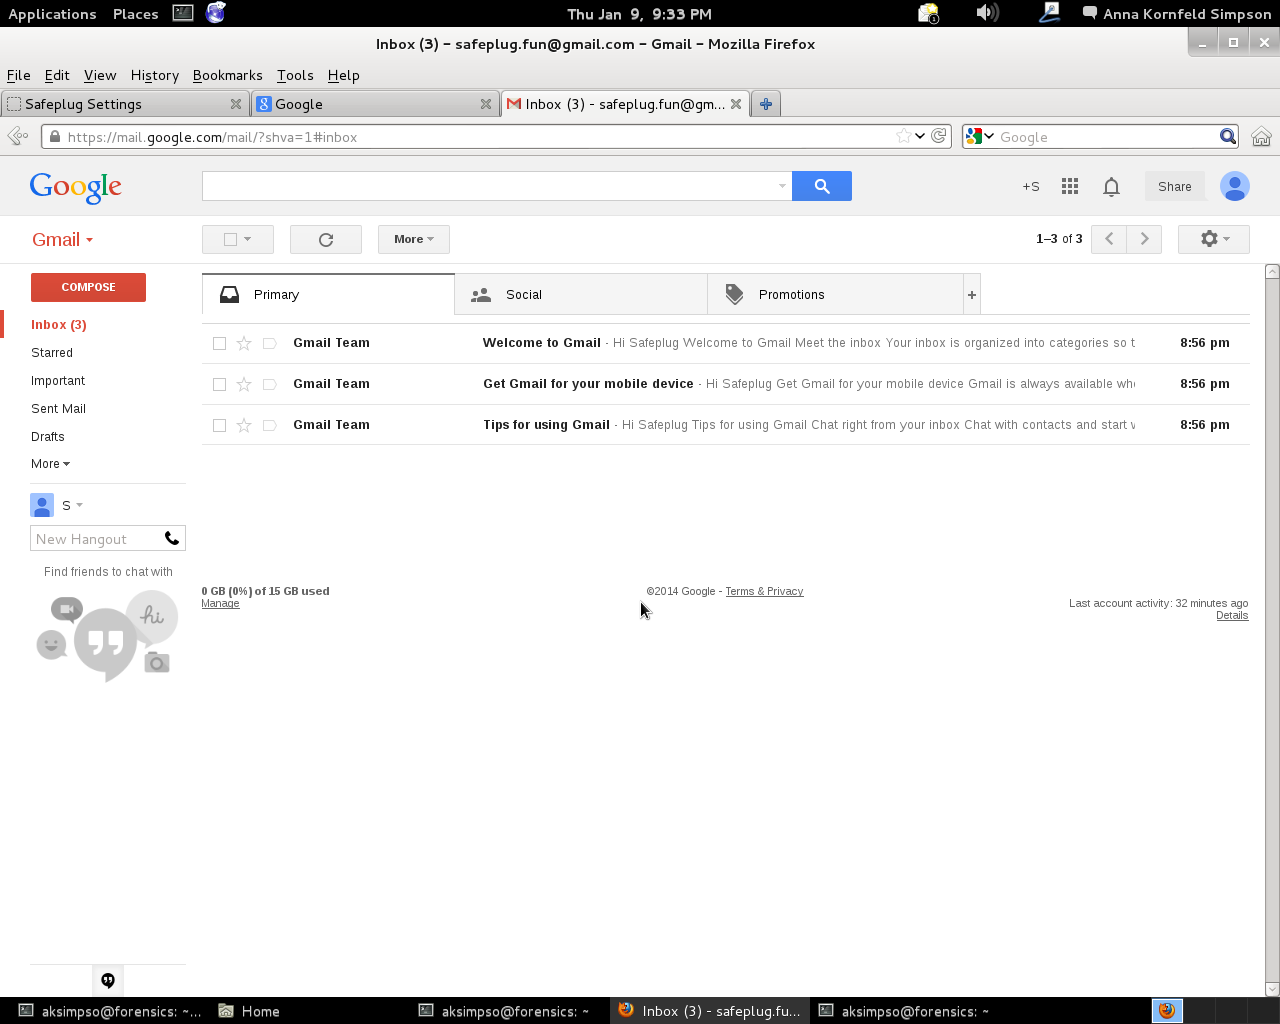 Applications Places Thu Jan 9, 9:33 PM Anna Kornfeld Simpson
Inbox (3) – safeplug.fun@gmail.com – Gmail – Mozilla Firefox
File Edit View History Bookmarks Tools Help
Safeplug Settings Google Inbox (3) - safeplug.fun@gm...
https://mail.google.com/mail/?shva=1#inbox Google
Google +S Share
Gmail More 1–3 of 3
COMPOSE
Primary Social Promotions +
Inbox (3)
Starred
Important
Sent Mail
Drafts
More
Gmail Team Welcome to Gmail - Hi Safeplug Welcome to Gmail Meet the inbox Your inbox is organized into categories so t 8:56 pm
Gmail Team Get Gmail for your mobile device - Hi Safeplug Get Gmail for your mobile device Gmail is always available whe 8:56 pm
Gmail Team Tips for using Gmail - Hi Safeplug Tips for using Gmail Chat right from your inbox Chat with contacts and start v 8:56 pm
S
New Hangout
Find friends to chat with
hi
0 GB (0%) of 15 GB used
Manage
©2014 Google - Terms & Privacy
Last account activity: 32 minutes ago
Details
aksimpso@forensics: ~... Home aksimpso@forensics: ~ Inbox (3) - safeplug.fu... aksimpso@forensics: ~